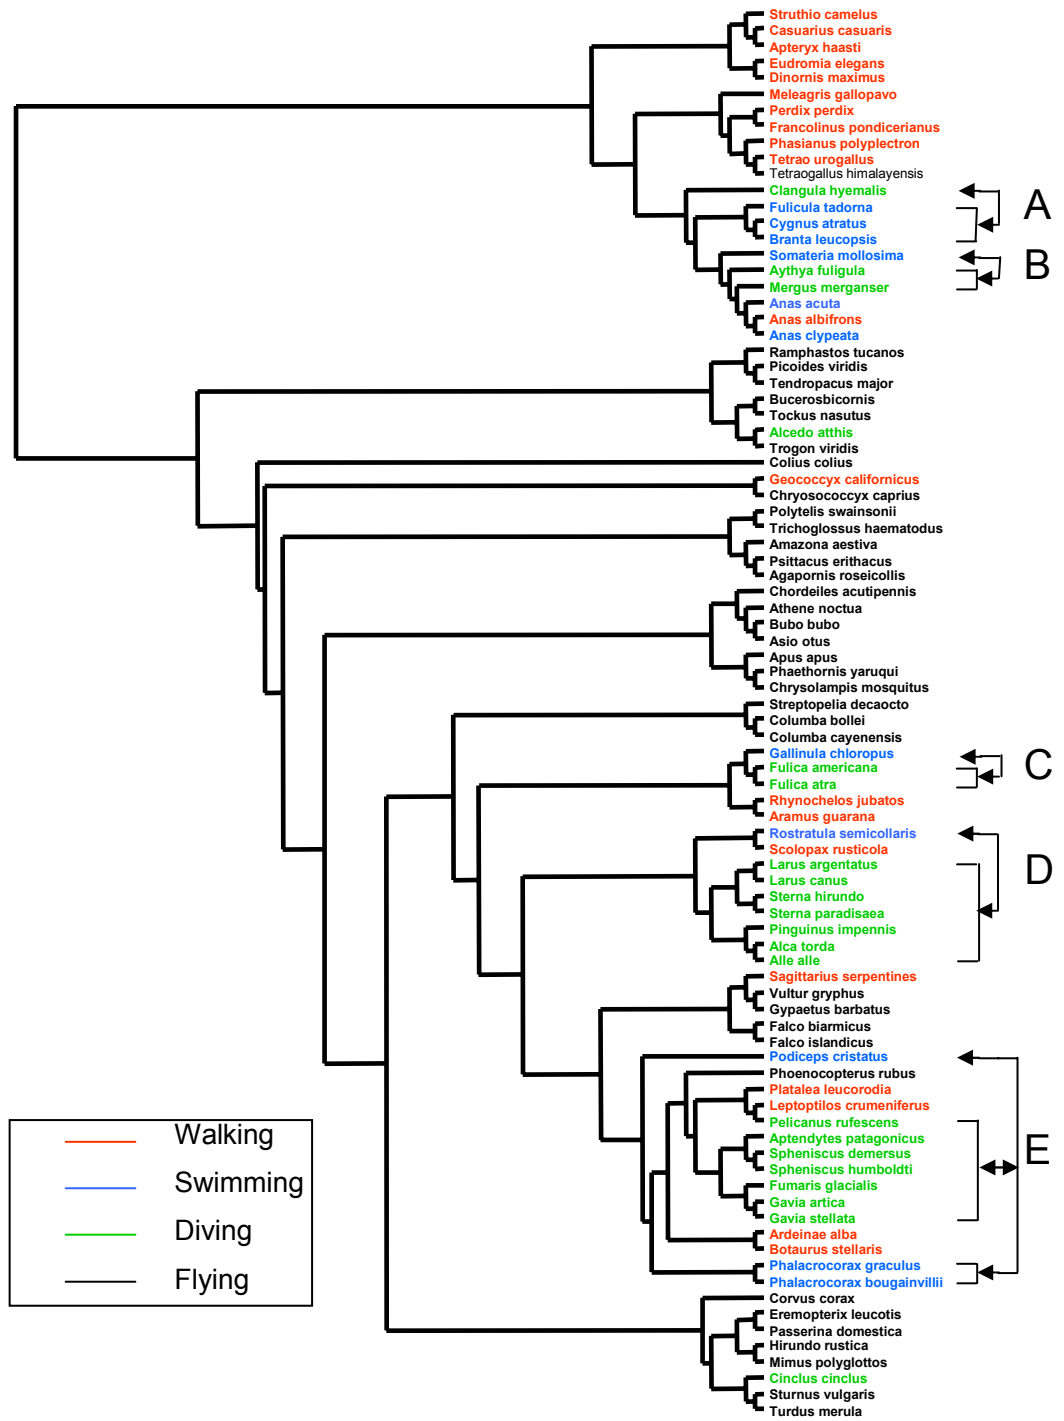 Struthio camelus
Casuarius casuaris
Apteryx haasti
Eudromia elegans
Dinornis maximus
Meleagris gallopavo
Perdix perdix
Francolinus pondicerianus
Phasianus polyplectron
Tetrao urogallus
Tetraogallus himalayensis
Clangula hyemalis
A
Fulicula tadorna
Cygnus atratus
Branta leucopsis
Somateria mollosima
B
Aythya fuligula
Mergus merganser
Anas acuta
Anas albifrons
Anas clypeata
Ramphastos tucanos
Picoides viridis
Tendropacus major
Bucerosbicornis
Tockus nasutus
Alcedo atthis
Trogon viridis
Colius colius
Geococcyx californicus
Chryosococcyx caprius
Polytelis swainsonii
Trichoglossus haematodus
Amazona aestiva
Psittacus erithacus
Agapornis roseicollis
Chordeiles acutipennis
Athene noctua
Bubo bubo
Asio otus
Apus apus
Phaethornis yaruqui
Chrysolampis mosquitus
Streptopelia decaocto
Columba bollei
Columba cayenensis
Gallinula chloropus
C
Fulica americana
Fulica atra
Rhynochelos jubatos
Aramus guarana
Rostratula semicollaris
Scolopax rusticola
Larus argentatus
D
Larus canus
Sterna hirundo
Sterna paradisaea
Pinguinus impennis
Alca torda
Alle alle
Sagittarius serpentines
Vultur gryphus
Gypaetus barbatus
Falco biarmicus
Falco islandicus
Podiceps cristatus
Phoenocopterus rubus
Platalea leucorodia
Leptoptilos crumeniferus
Pelicanus rufescens
Aptendytes patagonicus
E
Spheniscus demersus
Spheniscus humboldti
Fumaris glacialis
Gavia artica
Gavia stellata
Ardeinae alba
Botaurus stellaris
Phalacrocorax graculus
Phalacrocorax bougainvillii
Corvus corax
Eremopterix leucotis
Passerina domestica
Hirundo rustica
Mimus polyglottos
Cinclus cinclus
Sturnus vulgaris
Turdus merula
Walking
Swimming
Diving
Flying